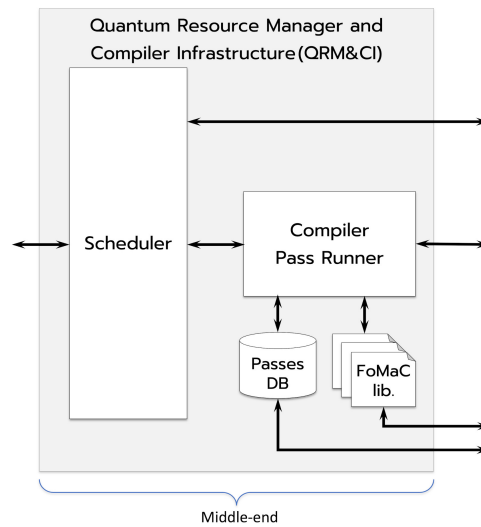 Quantum Resource Manager and
Compiler Infrastructure(QRM&CI)
Scheduler
Compiler
Pass Runner
Passes
DB
FoMaC
lib.
Middle-end